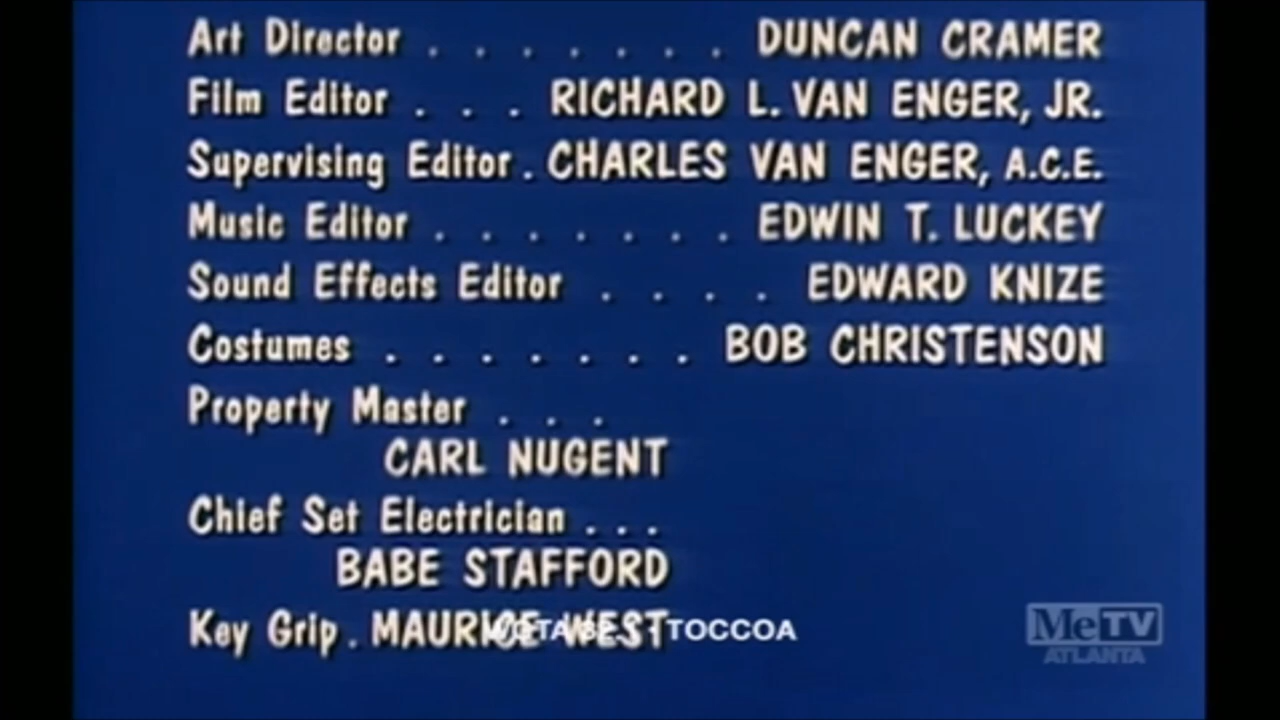 Art Director . . . . . . . DUNCAN CRAMER
Film Editor . . . RICHARD L. VAN ENGER, JR.
Supervising Editor . CHARLES VAN ENGER, A.C.E.
Music Editor . . . . . . . EDWIN T. LUCKEY
Sound Effects Editor . . . . EDWARD KNIZE
Costumes . . . . . . . BOB CHRISTENSON
Property Master . . .
CARL NUGENT
Chief Set Electrician . . .
BABE STAFFORD
Key Grip . MAURICE WEST
TOCCOA
MeTV
ATLANTA